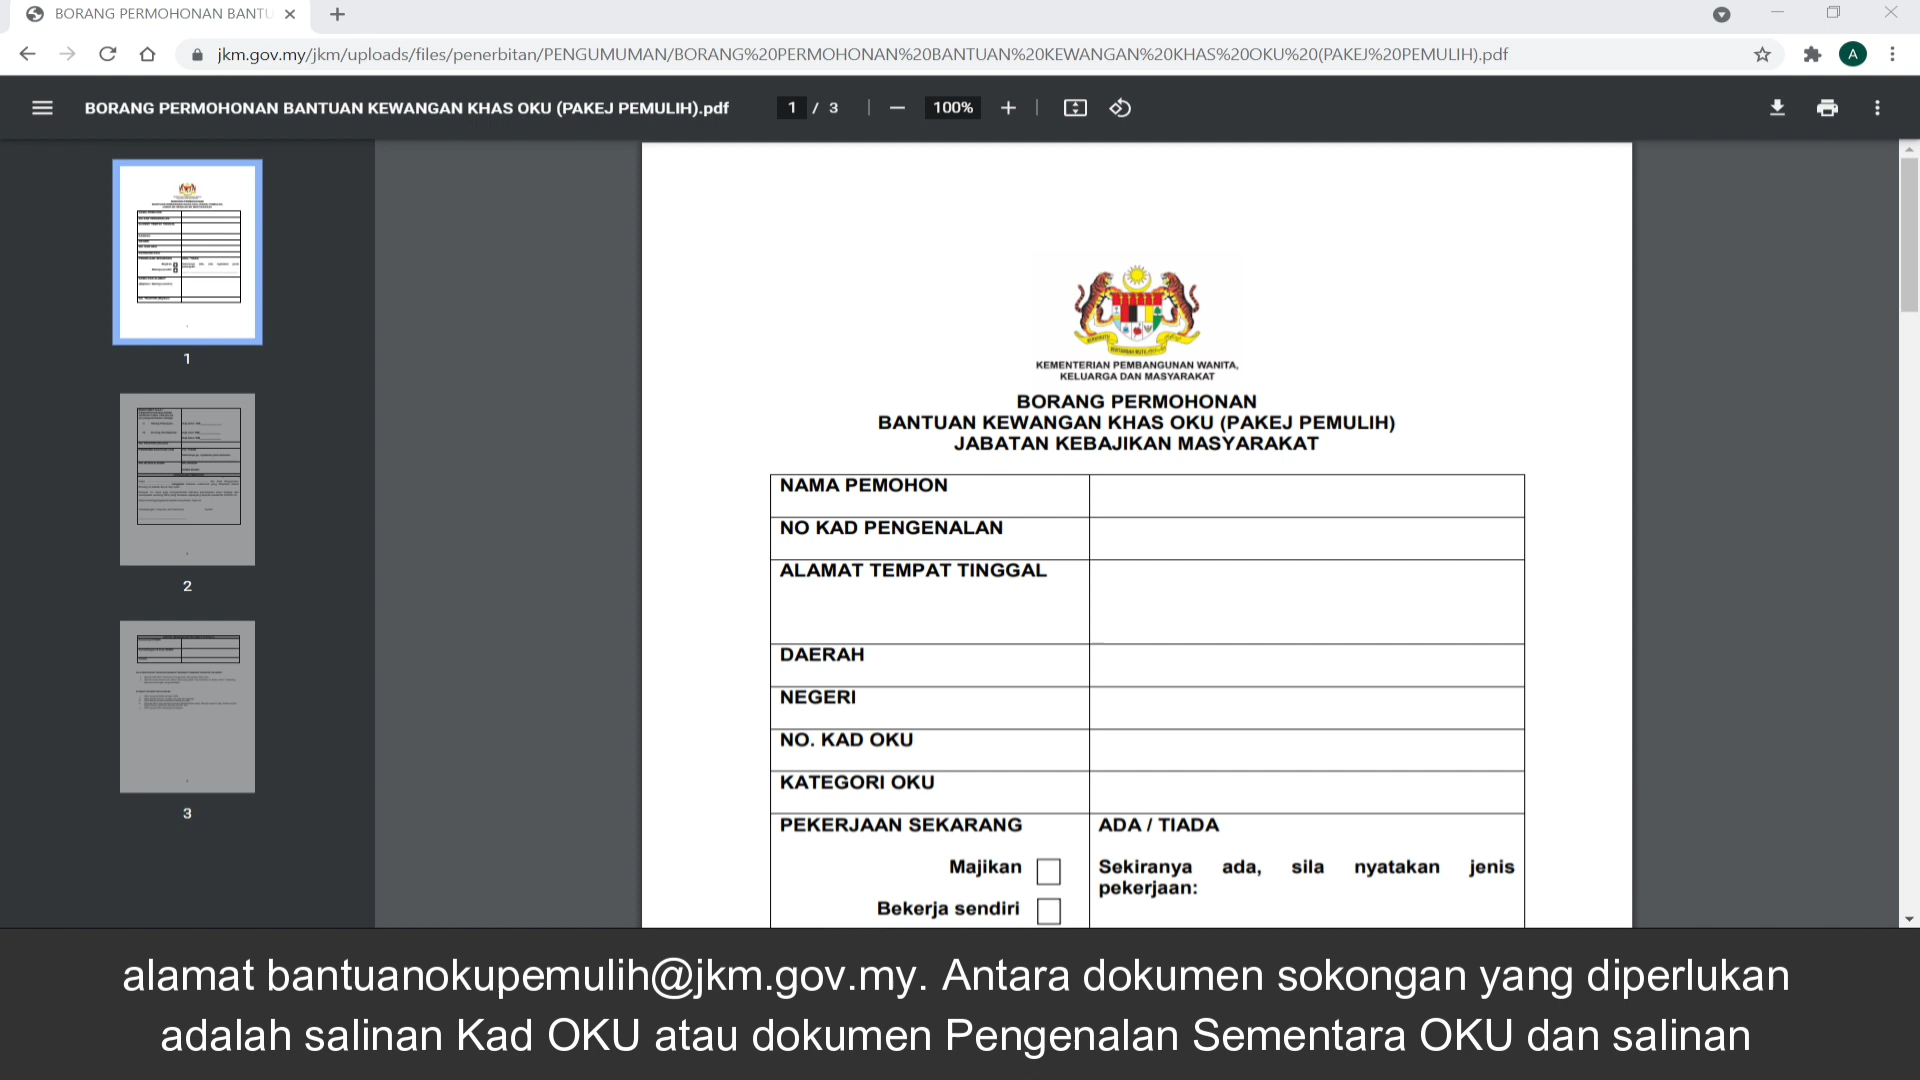 BORANG PERMOHONAN BANTU
jkm.gov.my/jkm/uploads/files/penerbitan/PENGUMUMAN/BORANG%20PERMOHONAN%20BANTUAN%20KEWANGAN%20KHAS%20OKU%20(PAKEJ%20PEMULIH).pdf
A
BORANG PERMOHONAN BANTUAN KEWANGAN KHAS OKU (PAKEJ PEMULIH).pdf
1 / 3
100%
1
2
3
KEMENTERIAN PEMBANGUNAN WANITA,
KELUARGA DAN MASYARAKAT
BORANG PERMOHONAN
BANTUAN KEWANGAN KHAS OKU (PAKEJ PEMULIH)
JABATAN KEBAJIKAN MASYARAKAT
NAMA PEMOHON
NO KAD PENGENALAN
ALAMAT TEMPAT TINGGAL
DAERAH
NEGERI
NO. KAD OKU
KATEGORI OKU
PEKERJAAN SEKARANG
Majikan
Bekerja sendiri
ADA / TIADA
Sekiranya ada, sila nyatakan jenis
pekerjaan:
alamat bantuanokupemulih@jkm.gov.my. Antara dokumen sokongan yang diperlukan
adalah salinan Kad OKU atau dokumen Pengenalan Sementara OKU dan salinan